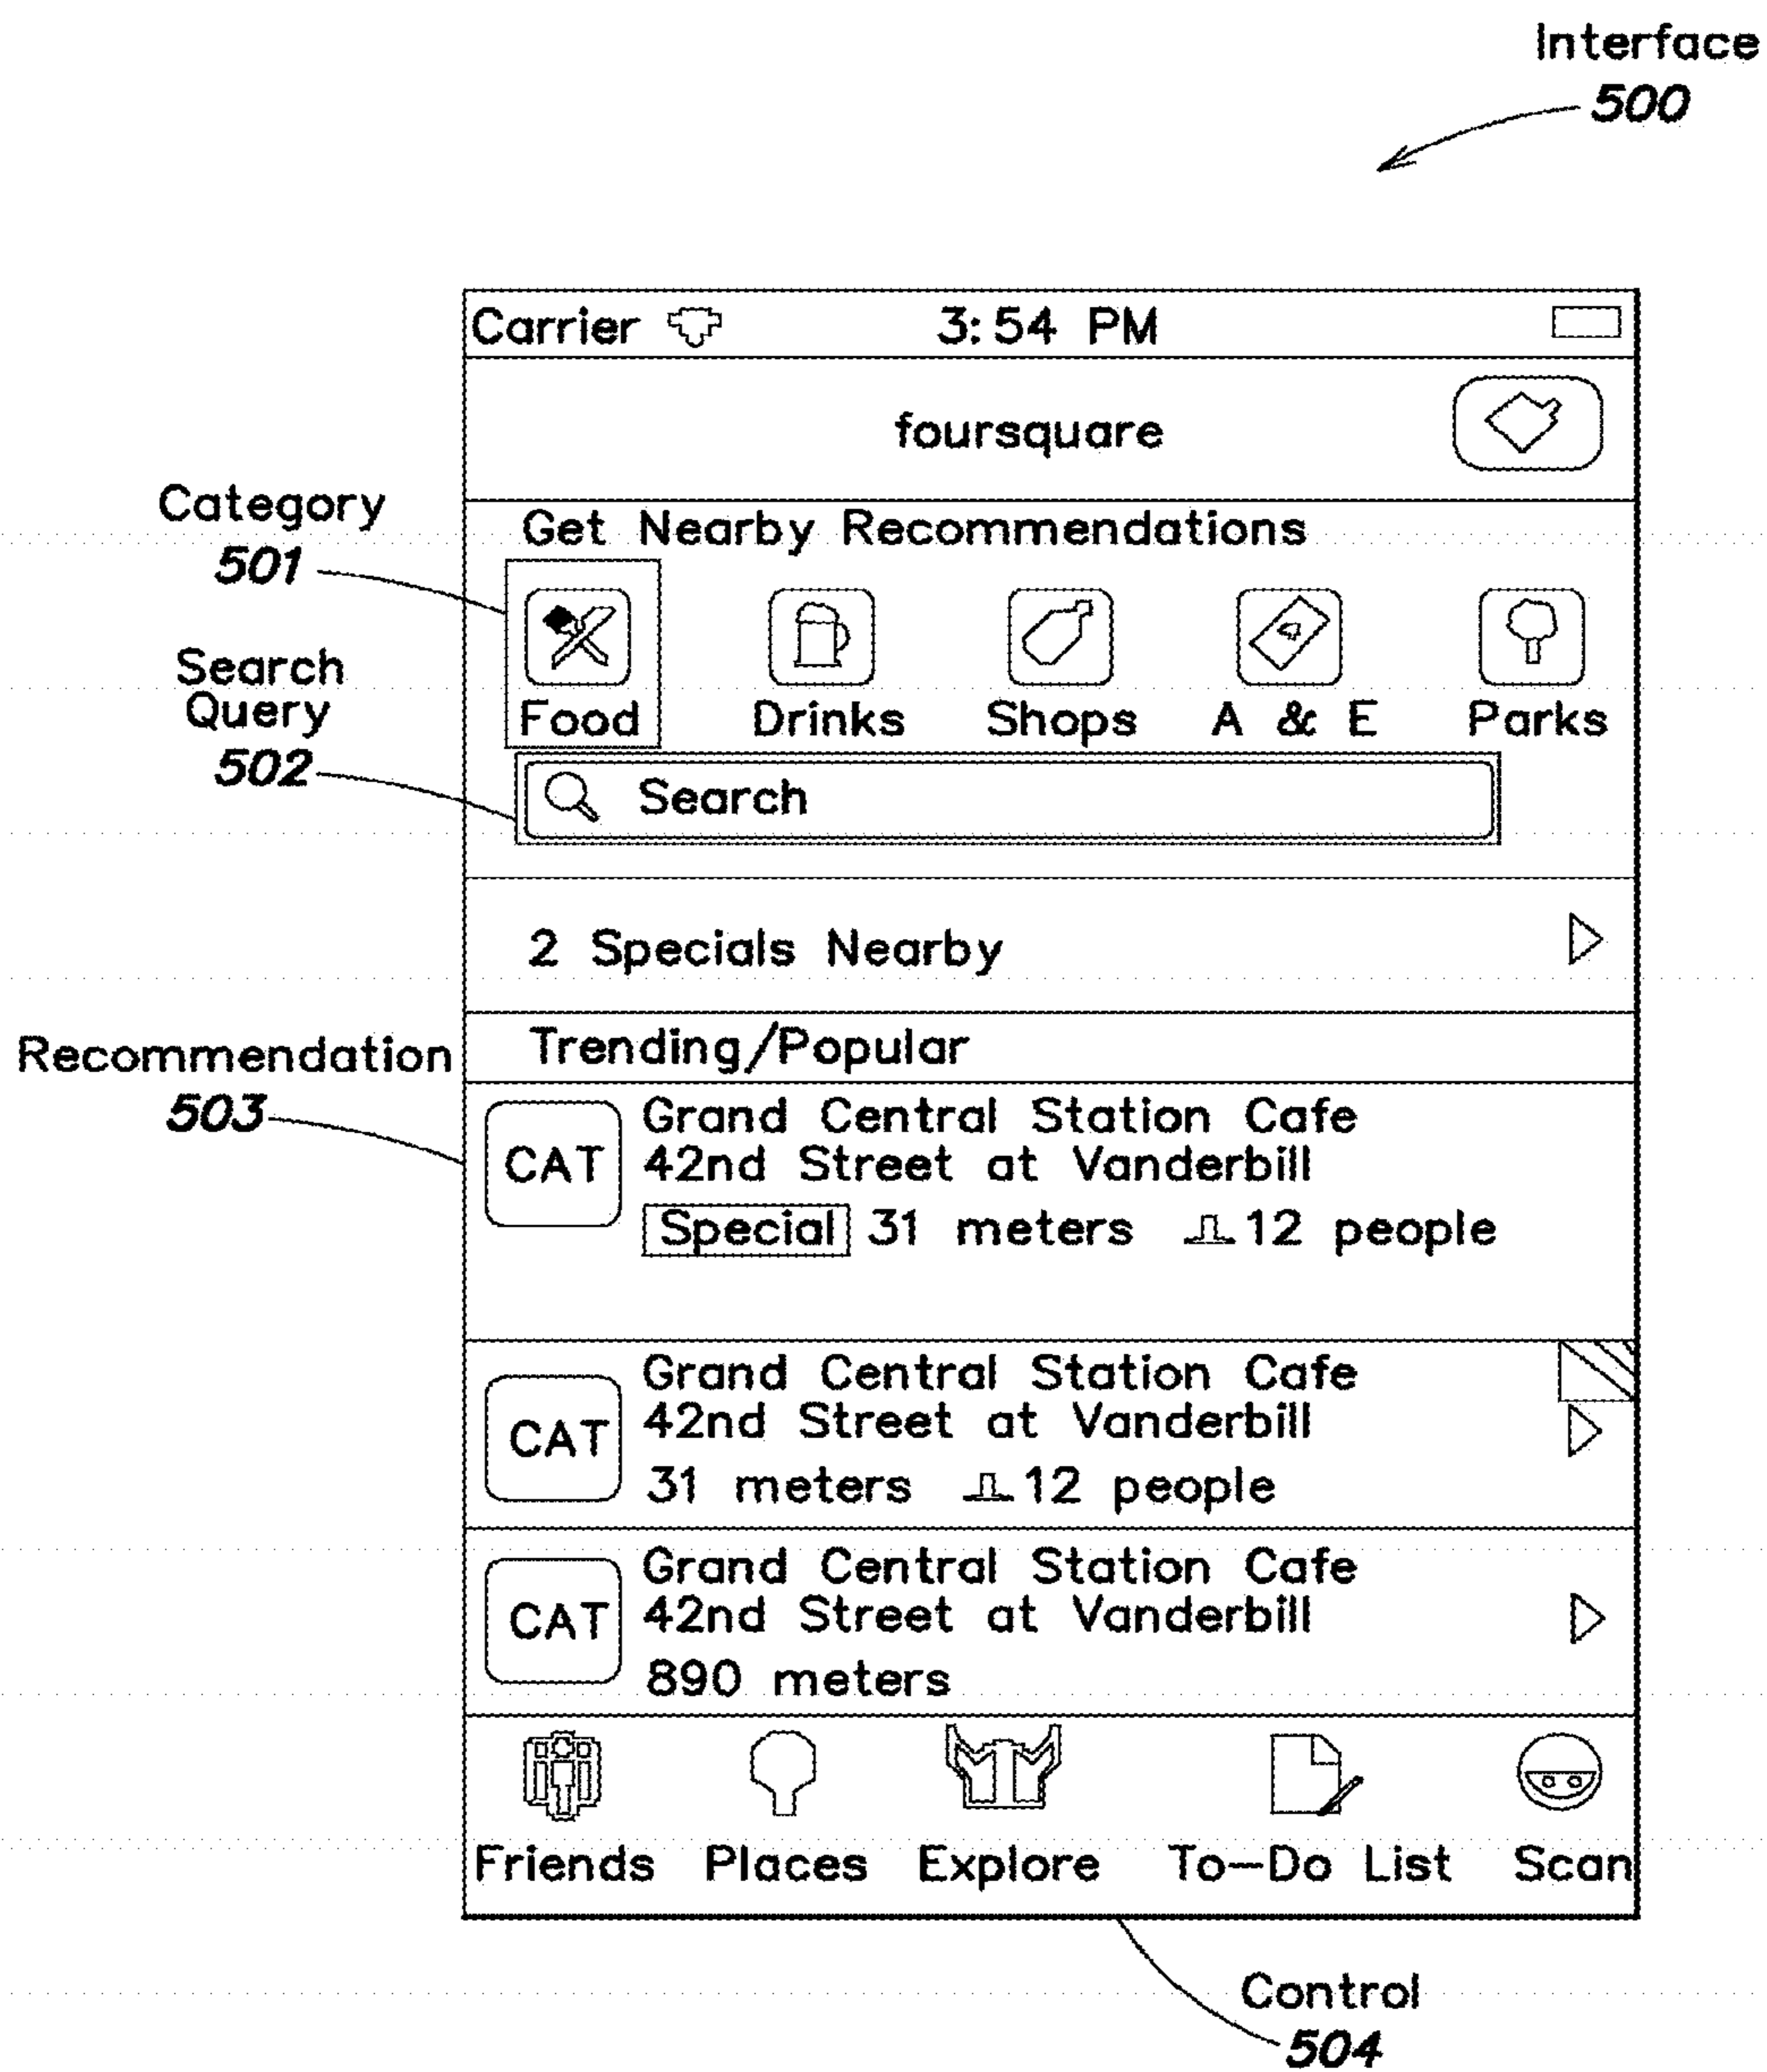 Interface
500
Carrier 3:54 PM
foursquare
Category
501
Get Nearby Recommendations
Food Drinks Shops A & E Parks
Search
Query
502
Search
2 Specials Nearby
Trending/Popular
Recommendation
503
CAT
Grand Central Station Cafe
42nd Street at Vanderbill
Special 31 meters 12 people
CAT
Grand Central Station Cafe
42nd Street at Vanderbill
31 meters 12 people
CAT
Grand Central Station Cafe
42nd Street at Vanderbill
890 meters
Friends Places Explore To-Do List Scan
Control
504